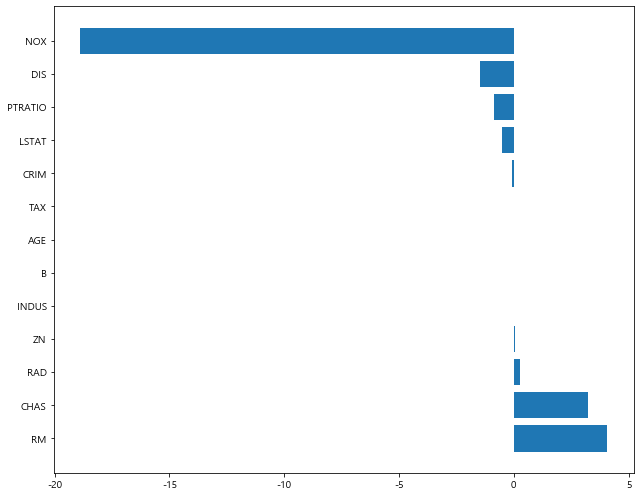 NOX
DIS
PTRATIO
LSTAT
CRIM
TAX
AGE
B
INDUS
ZN
RAD
CHAS
RM
-20 -15 -10 -5 0 5